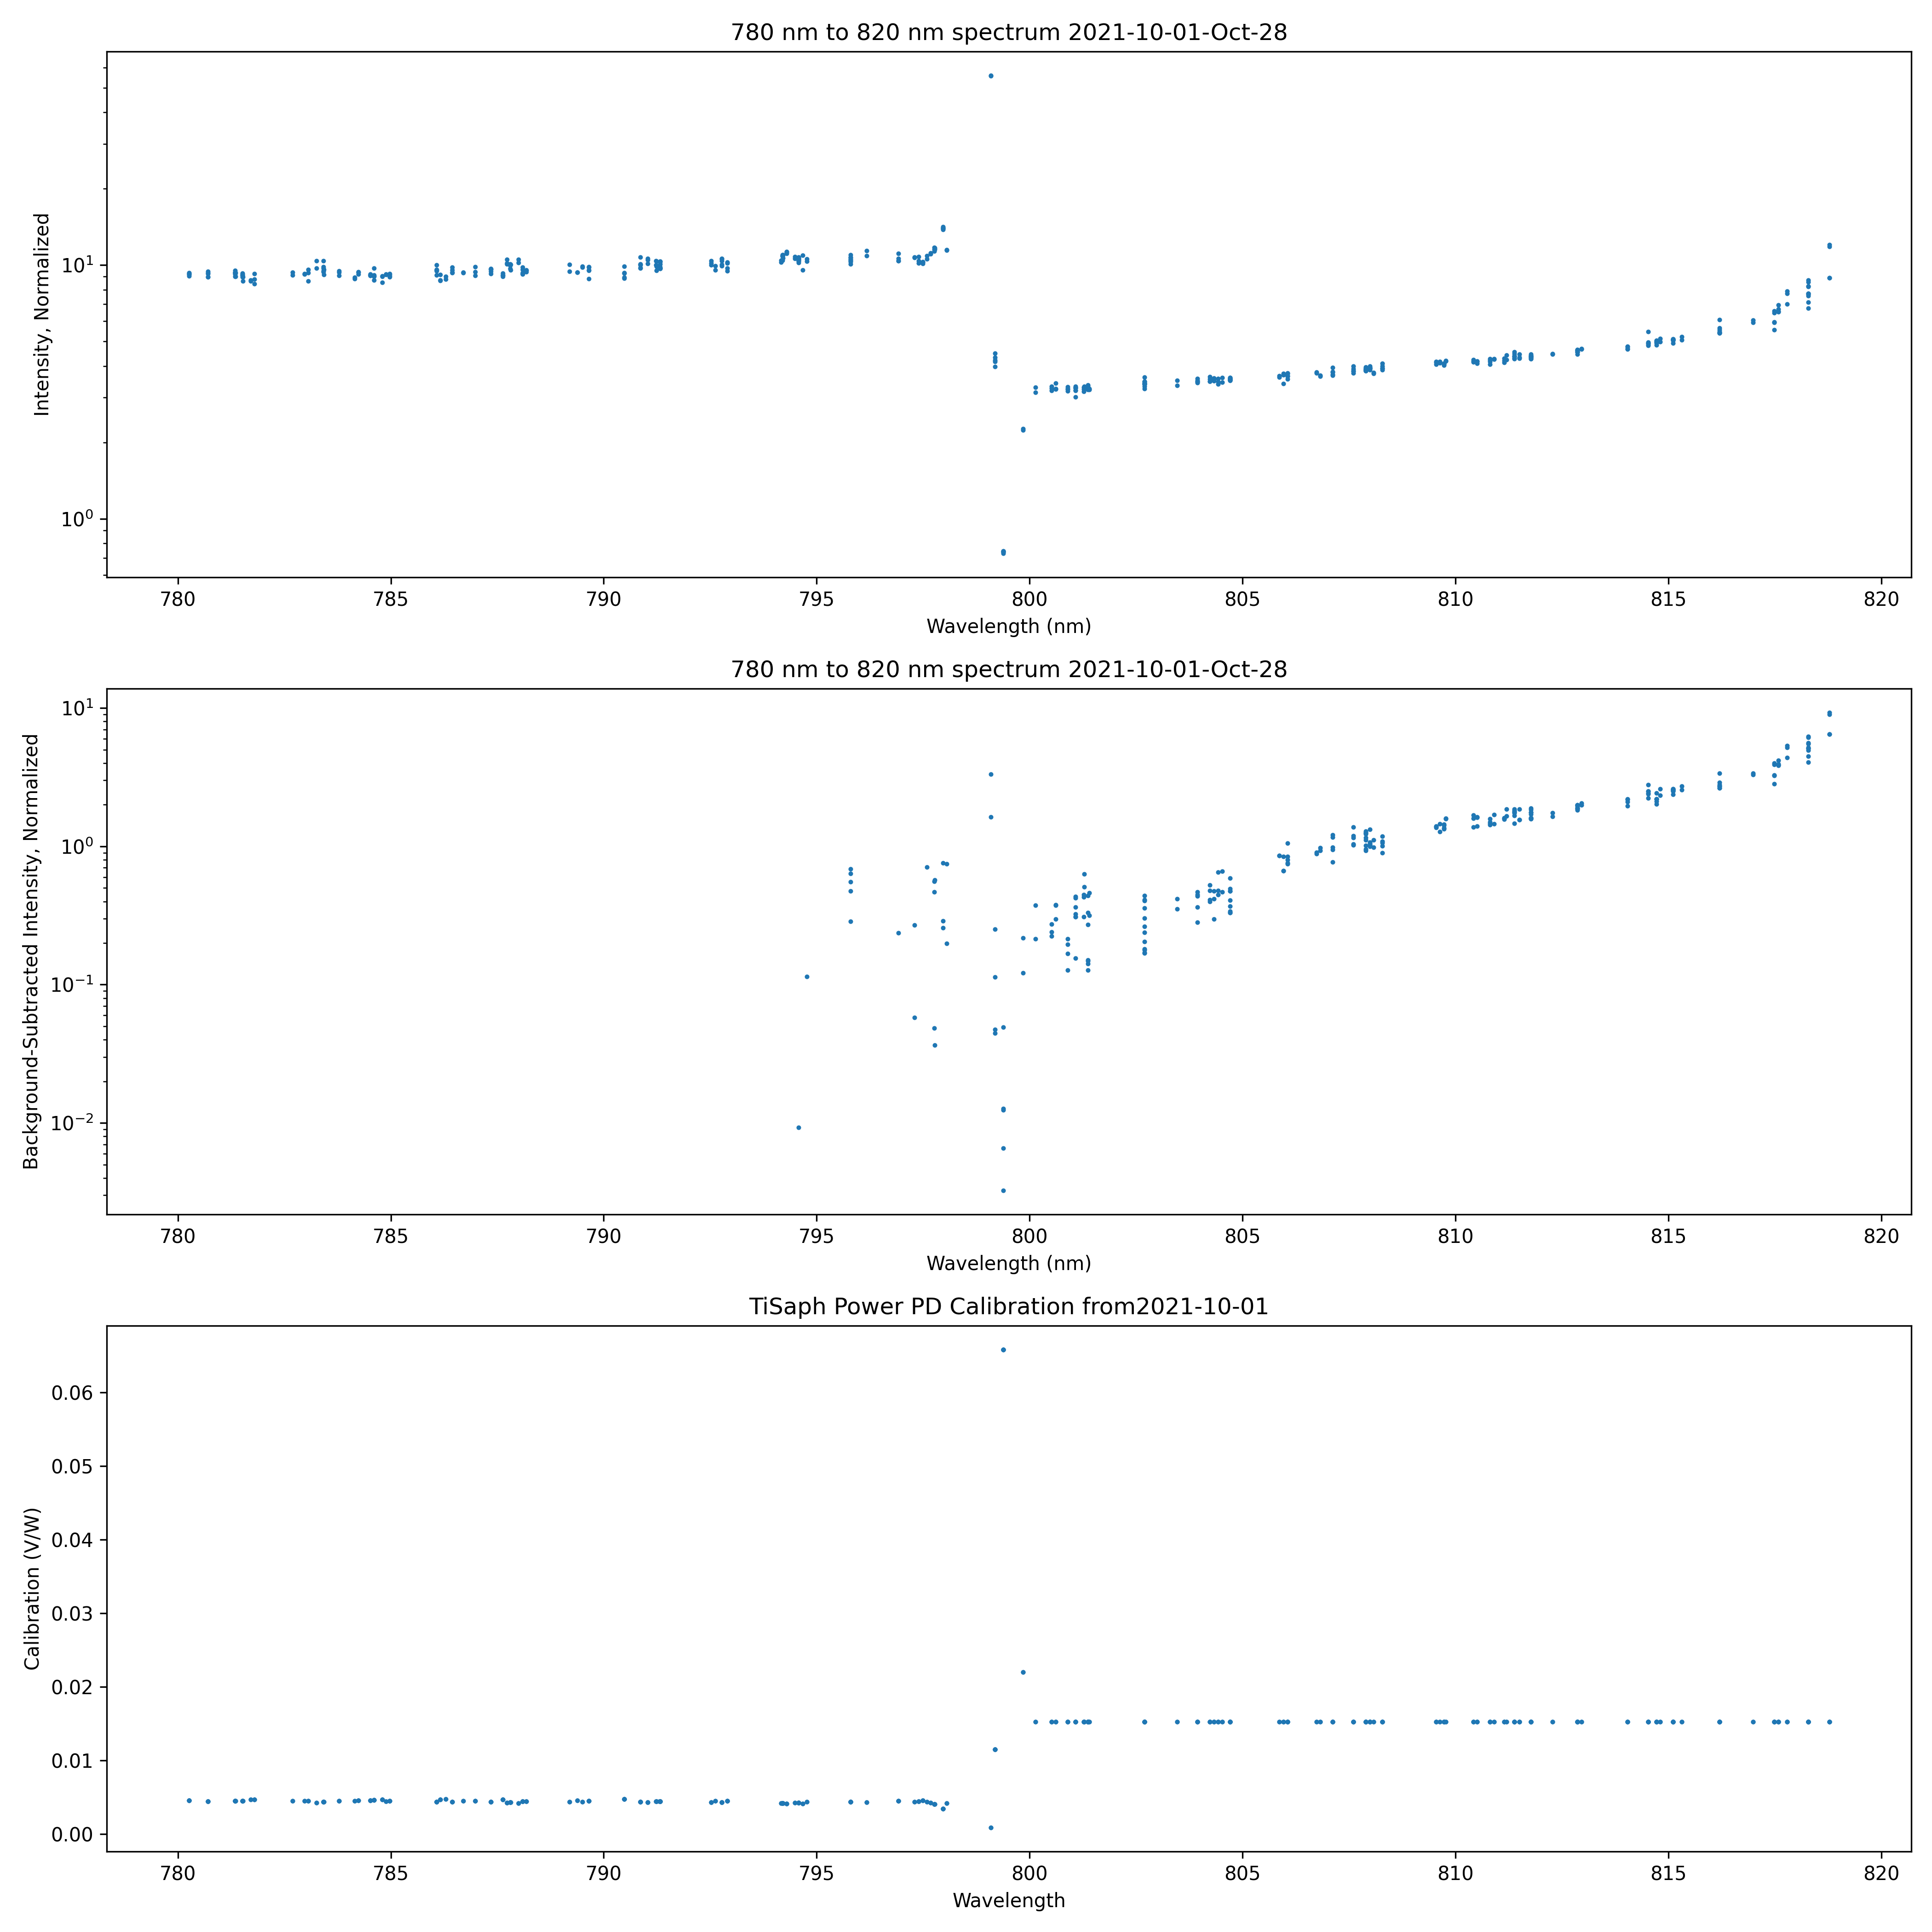 780 nm to 820 nm spectrum 2021-10-01-Oct-28
Intensity, Normalized
10^1
10^0
780 785 790 795 800 805 810 815 820
Wavelength (nm)
780 nm to 820 nm spectrum 2021-10-01-Oct-28
Background-Subtracted Intensity, Normalized
10^1
10^0
10^−1
10^−2
780 785 790 795 800 805 810 815 820
Wavelength (nm)
TiSaph Power PD Calibration from2021-10-01
Calibration (V/W)
0.06
0.05
0.04
0.03
0.02
0.01
0.00
780 785 790 795 800 805 810 815 820
Wavelength